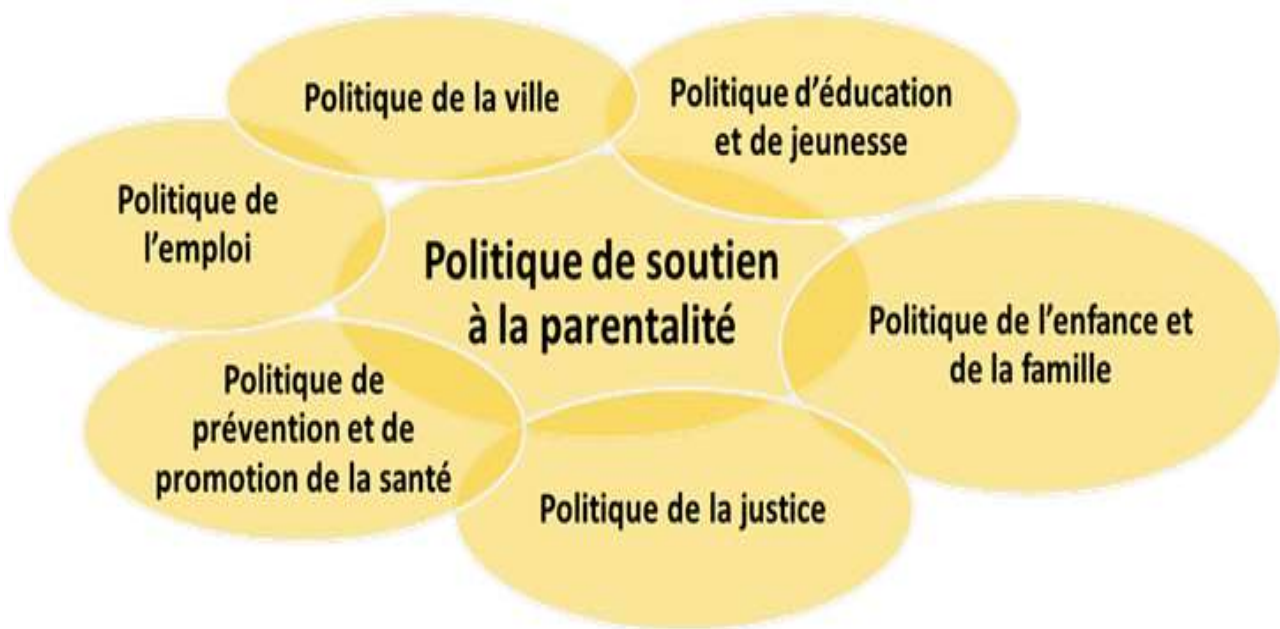 Politique de la ville
Politique d'éducation
et de jeunesse
Politique de
l'emploi
Politique de soutien
à la parentalité
Politique de l'enfance et
de la famille
Politique de
prévention et de
promotion de la santé
Politique de la justice